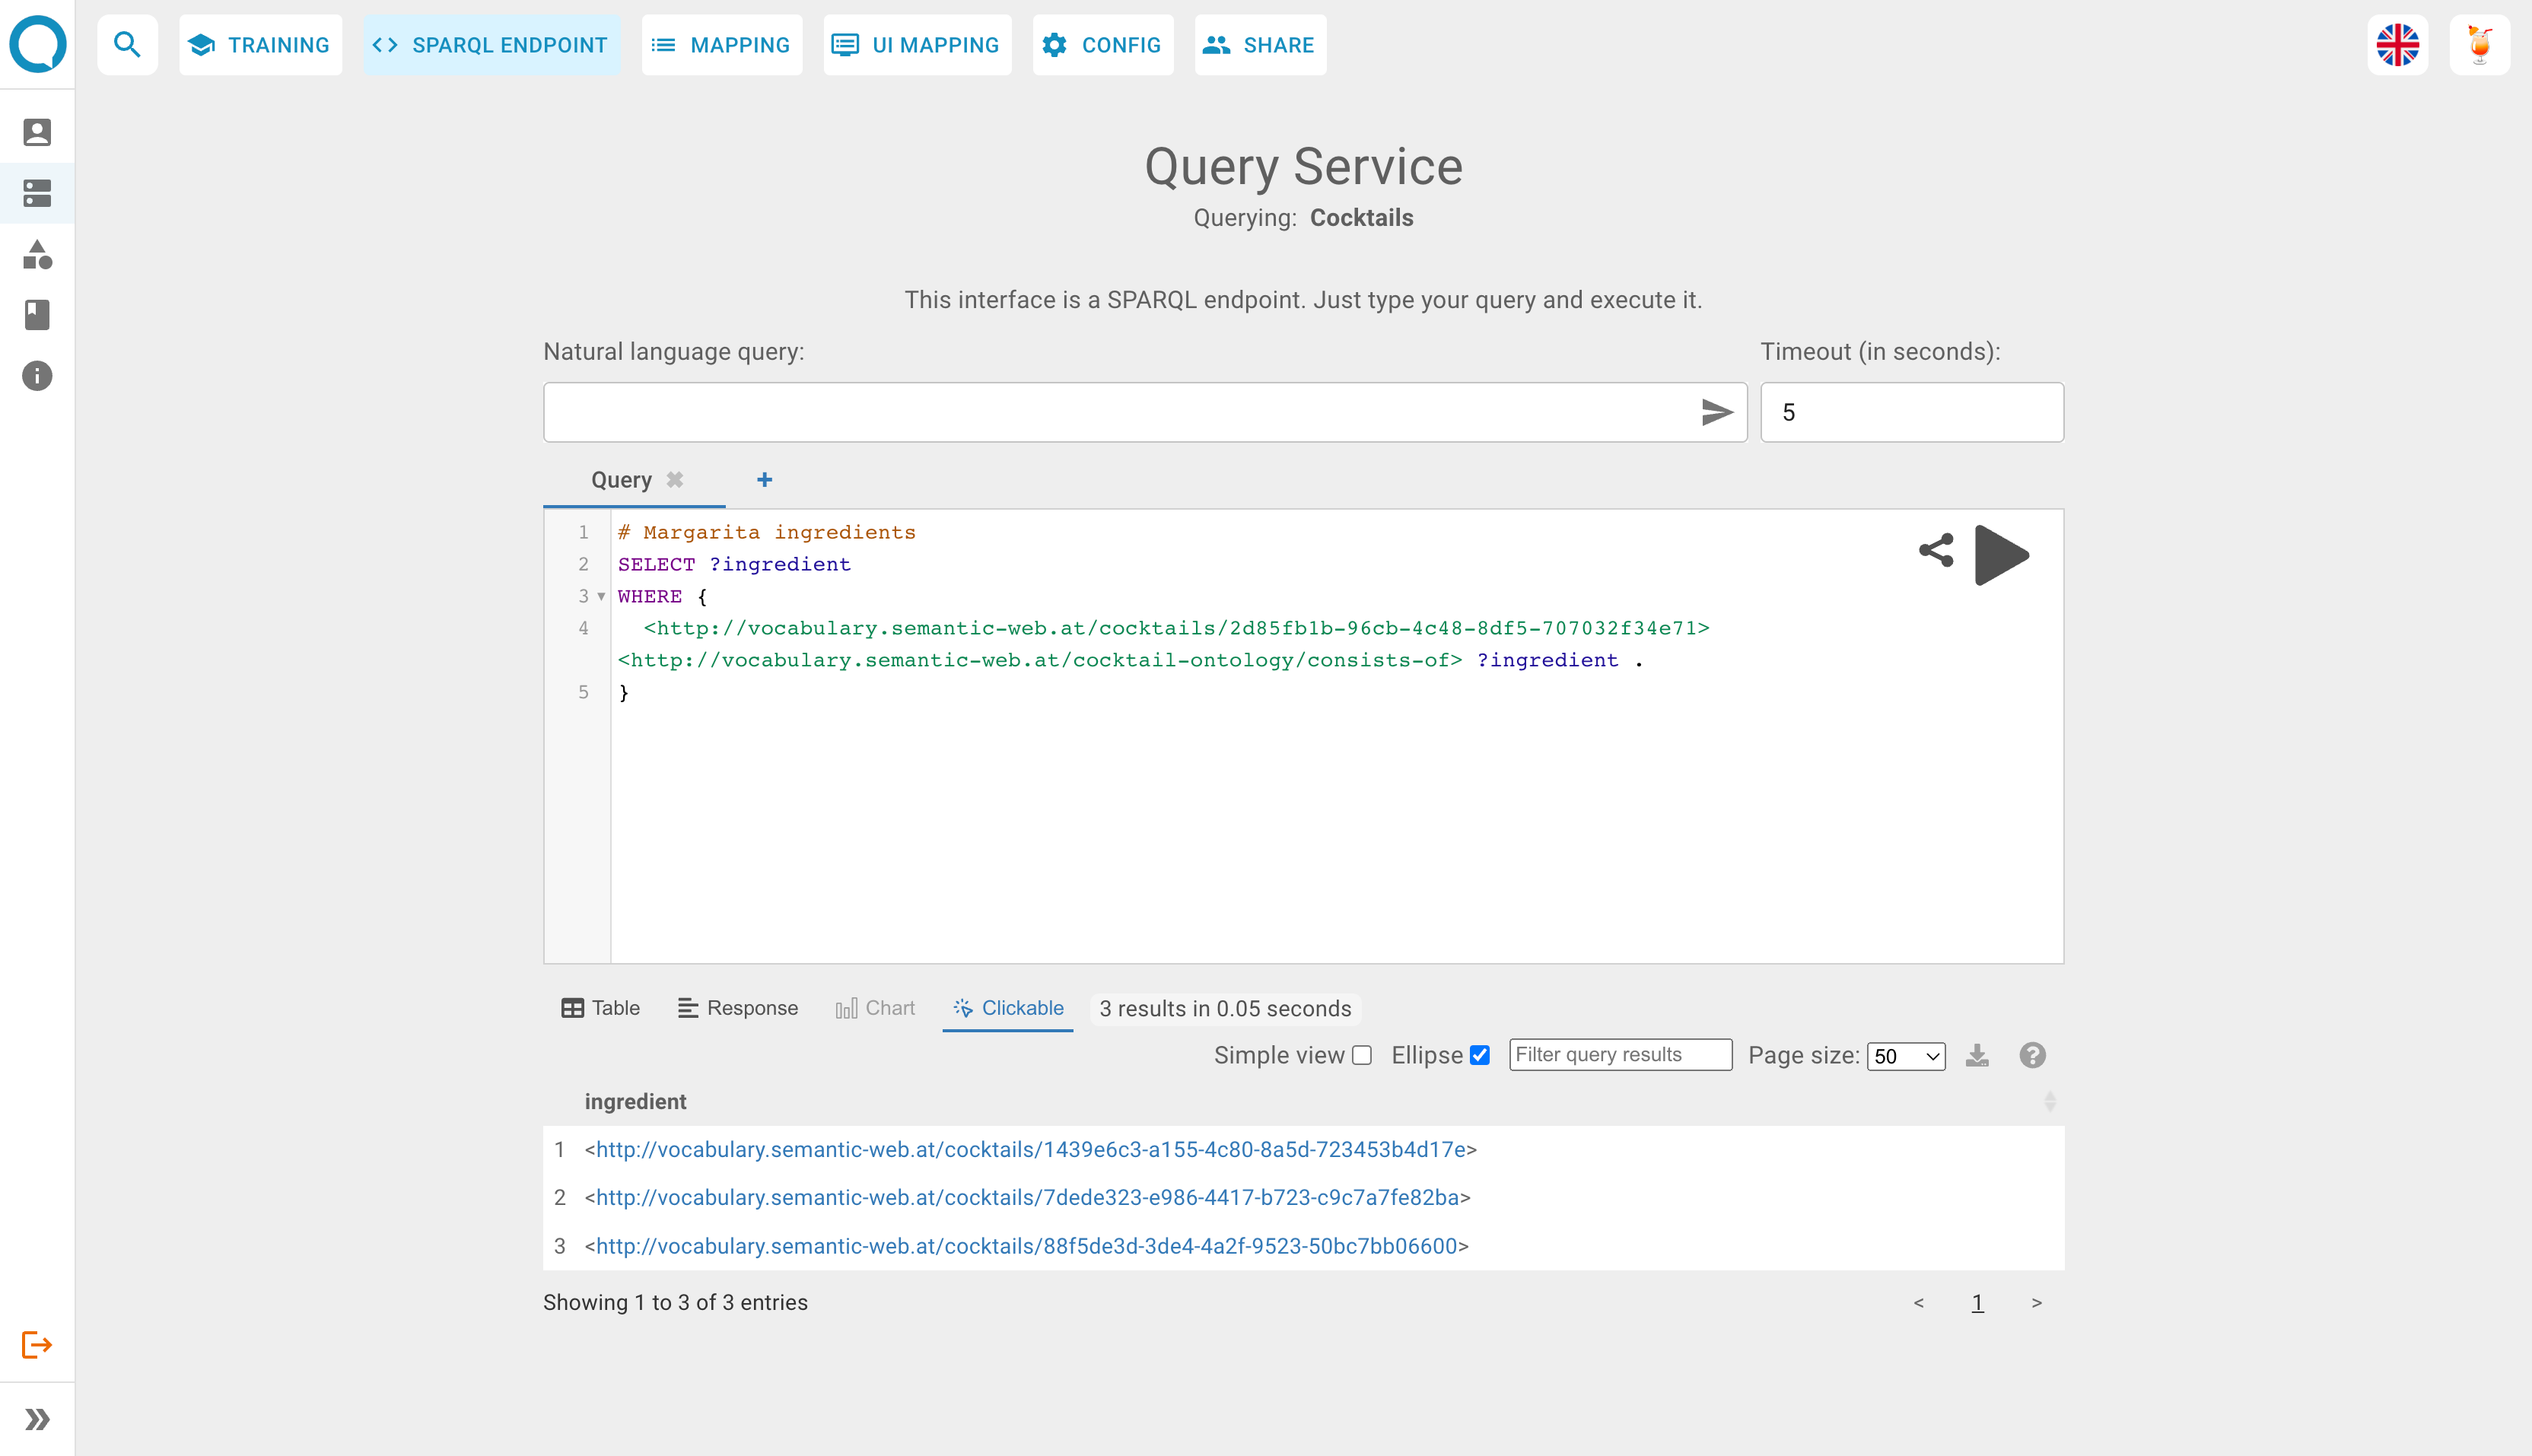 TRAINING
SPARQL ENDPOINT
MAPPING
UI MAPPING
CONFIG
SHARE
Query Service
Querying: Cocktails
This interface is a SPARQL endpoint. Just type your query and execute it.
Natural language query:
Timeout (in seconds):
5
Query
1 # Margarita ingredients
2 SELECT ?ingredient
3 WHERE {
4 <http://vocabulary.semantic-web.at/cocktails/2d85fb1b-96cb-4c48-8df5-707032f34e71>
<http://vocabulary.semantic-web.at/cocktail-ontology/consists-of> ?ingredient .
5 }
Table
Response
Chart
Clickable
3 results in 0.05 seconds
Simple view
Ellipse
Filter query results
Page size: 50
ingredient
1 <http://vocabulary.semantic-web.at/cocktails/1439e6c3-a155-4c80-8a5d-723453b4d17e>
2 <http://vocabulary.semantic-web.at/cocktails/7dede323-e986-4417-b723-c9c7a7fe82ba>
3 <http://vocabulary.semantic-web.at/cocktails/88f5de3d-3de4-4a2f-9523-50bc7bb06600>
Showing 1 to 3 of 3 entries
< 1 >